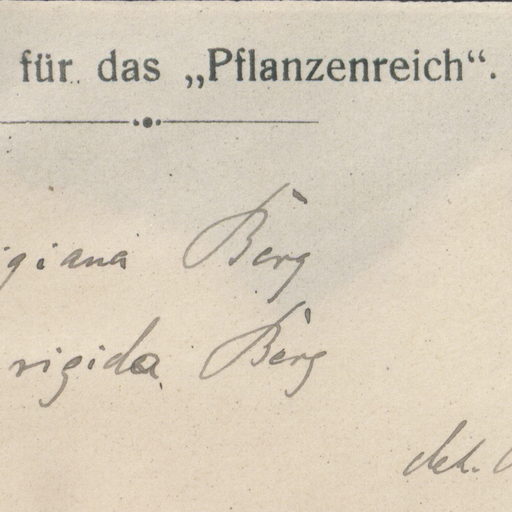 für das „Pflanzenreich“.
igiana Berg
rigida Berg
det.